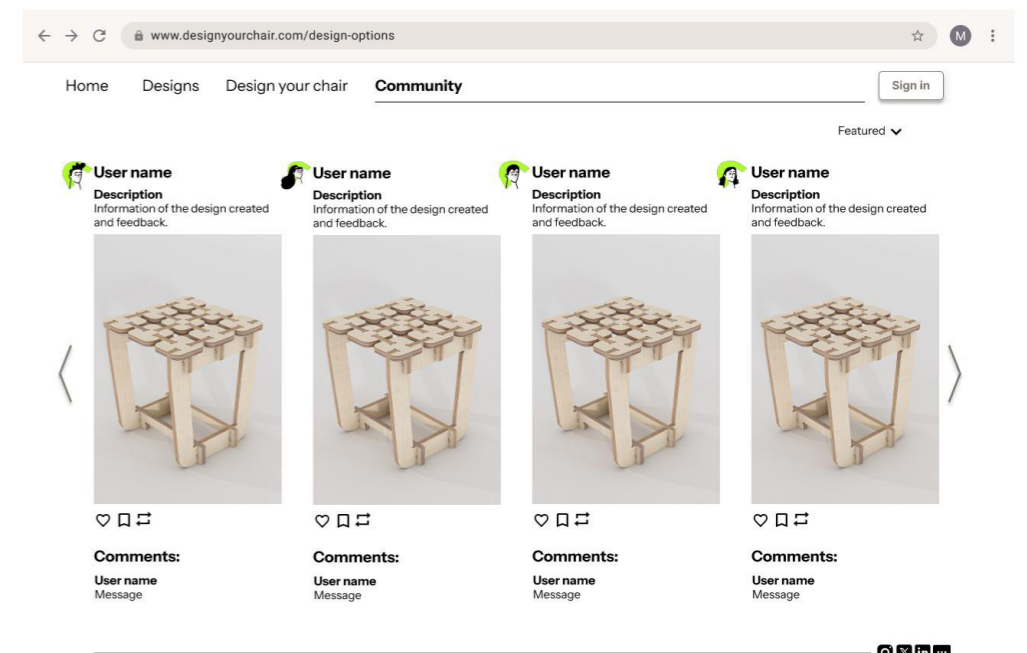 www.designyourchair.com/design-options
M
Home Designs Design your chair Community Sign in
Featured
User name
Description
Information of the design created
and feedback.
Comments:
User name
Message
User name
Description
Information of the design created
and feedback.
Comments:
User name
Message
User name
Description
Information of the design created
and feedback.
Comments:
User name
Message
User name
Description
Information of the design created
and feedback.
Comments:
User name
Message
X in